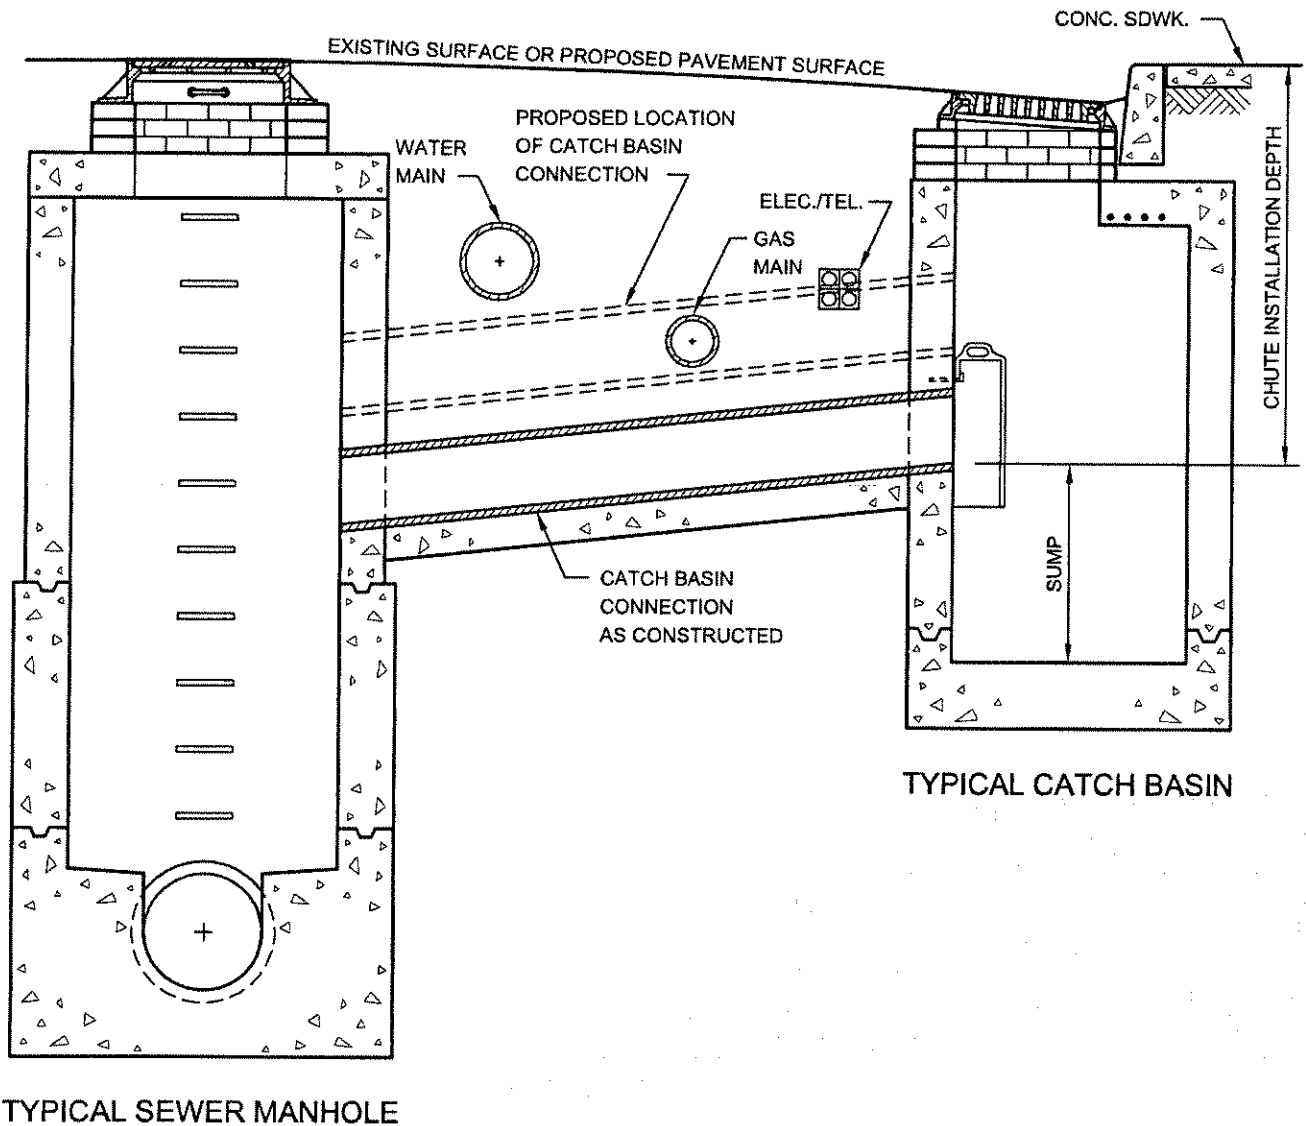 CONC. SDWK.
EXISTING SURFACE OR PROPOSED PAVEMENT SURFACE
PROPOSED LOCATION
OF CATCH BASIN
CONNECTION
WATER
MAIN
ELEC./TEL.
GAS
MAIN
CHUTE INSTALLATION DEPTH
SUMP
CATCH BASIN
CONNECTION
AS CONSTRUCTED
TYPICAL CATCH BASIN
TYPICAL SEWER MANHOLE